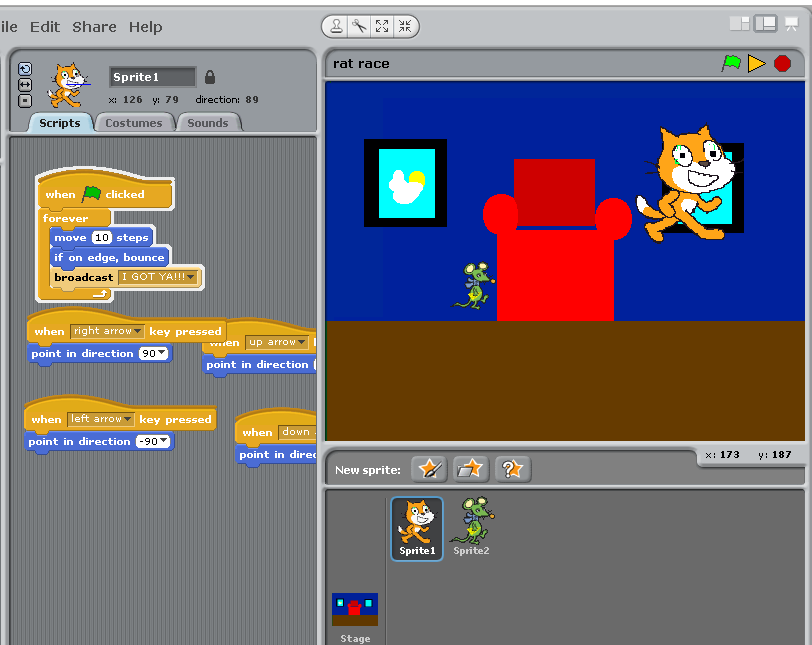 ile Edit Share Help
Sprite1
x: 126 y: 79 direction: 89
Scripts Costumes Sounds
when clicked
forever
move 10 steps
if on edge, bounce
broadcast I GOT YA!!!
when right arrow key pressed
point in direction 90
when up arrow
point in direction
when left arrow key pressed
point in direction -90
when down
point in direc
rat race
x: 173 y: 187
New sprite:
Sprite1 Sprite2
Stage